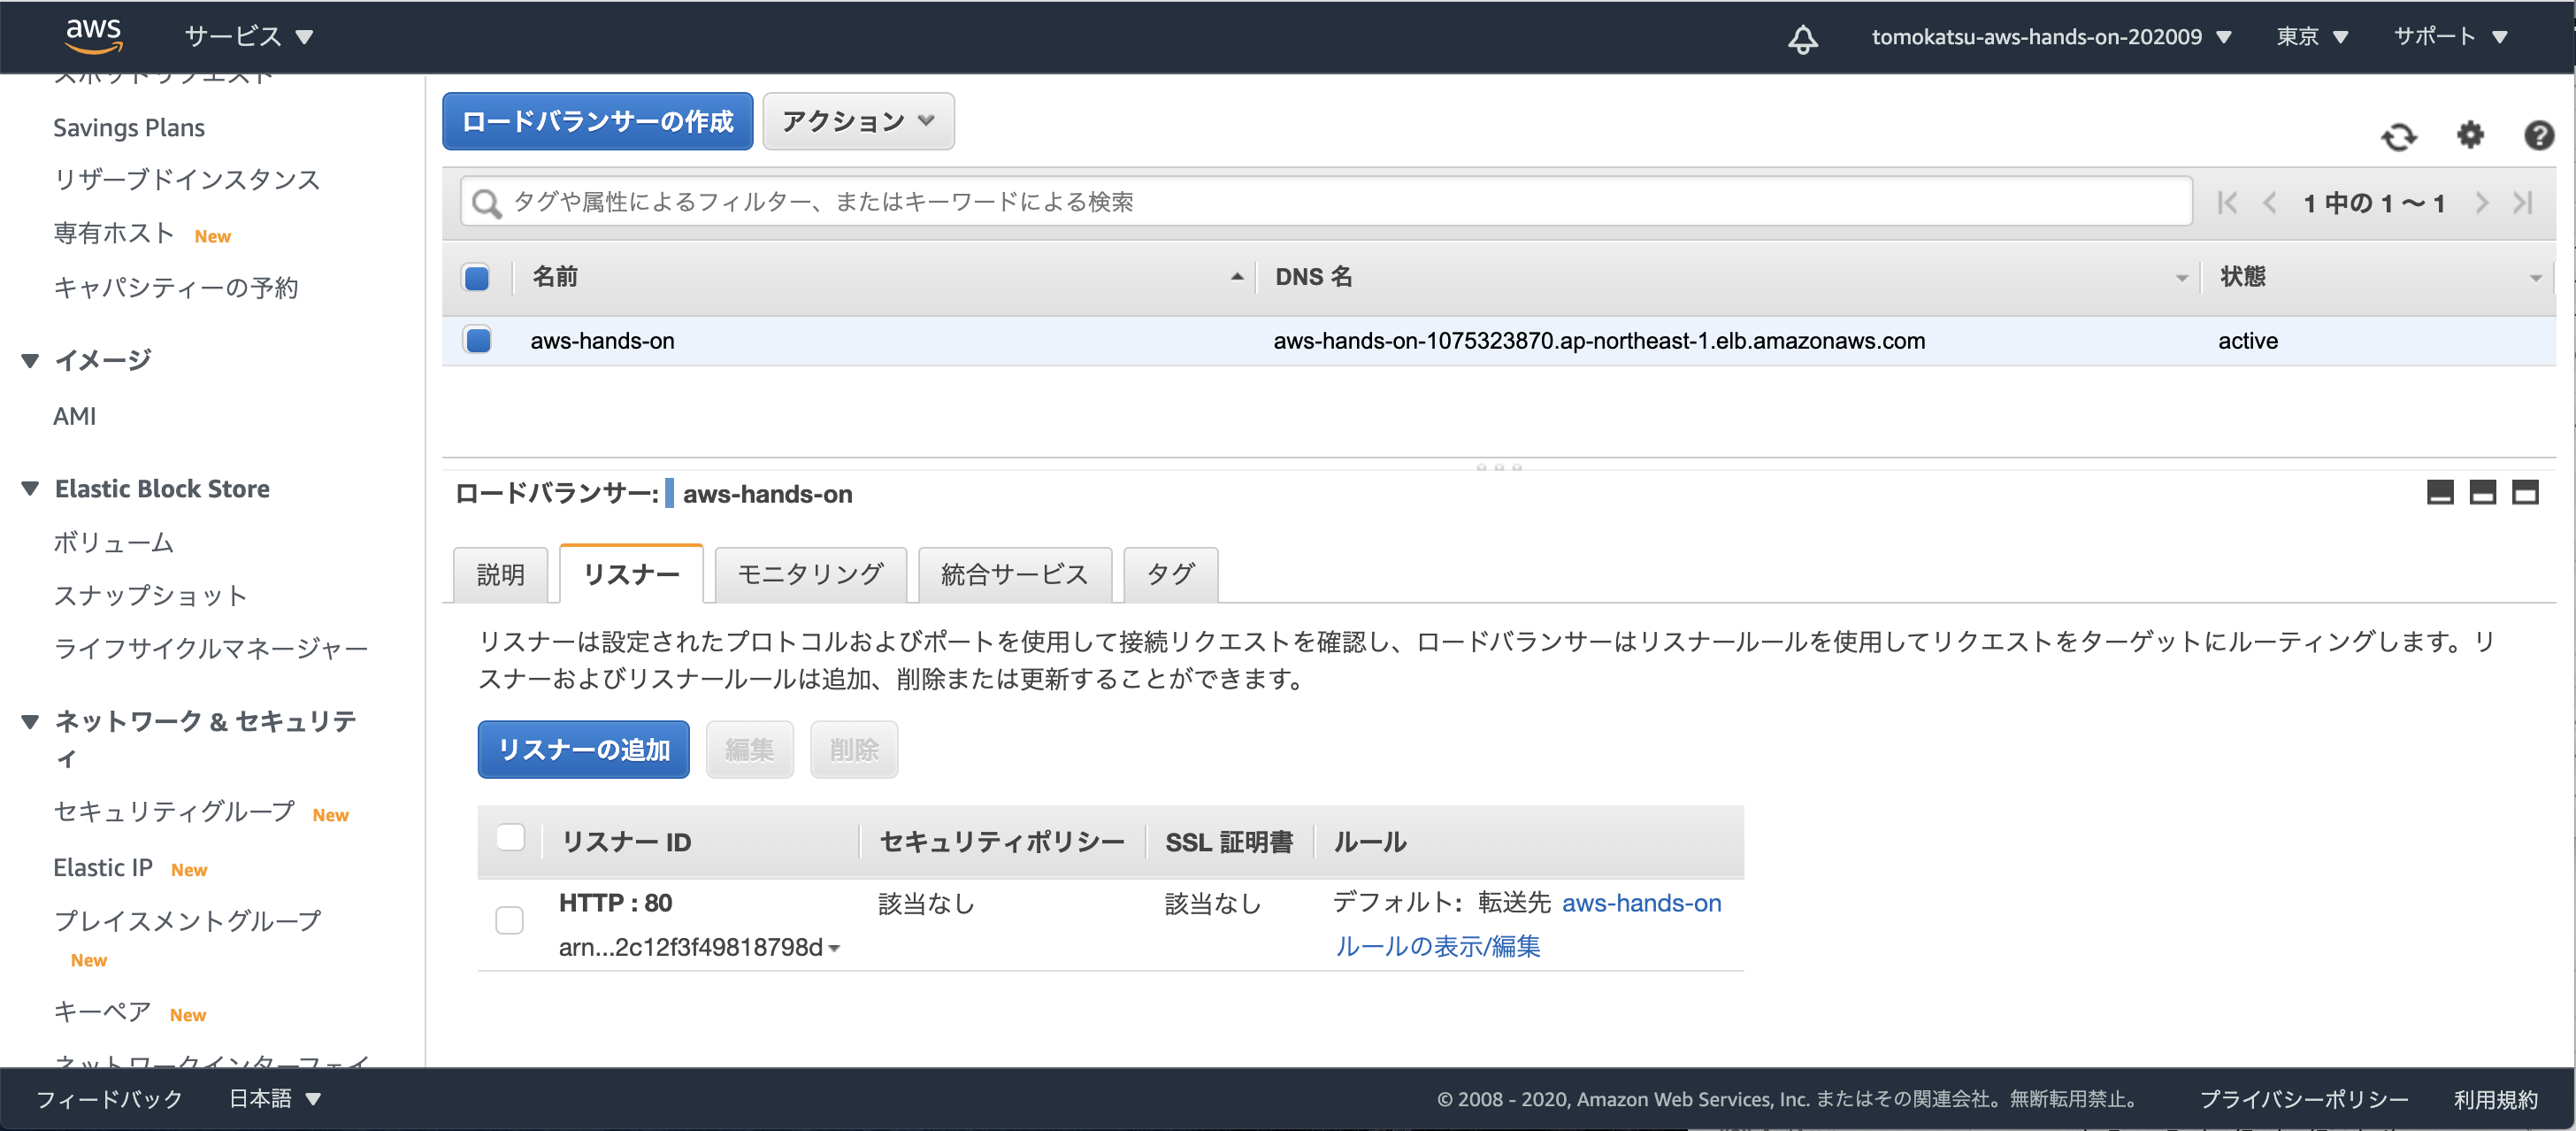 aws
サービス
tomokatsu-aws-hands-on-202009
東京
サポート
スポットリクエスト
Savings Plans
リザーブドインスタンス
専有ホスト New
キャパシティーの予約
イメージ
AMI
Elastic Block Store
ボリューム
スナップショット
ライフサイクルマネージャー
ネットワーク & セキュリテ
ィ
セキュリティグループ New
Elastic IP New
プレイスメントグループ
New
キーペア New
ネットワークインターフェイ
ロードバランサーの作成
アクション
タグや属性によるフィルター、またはキーワードによる検索
1 中の 1 ～ 1
名前 DNS 名 状態
aws-hands-on aws-hands-on-1075323870.ap-northeast-1.elb.amazonaws.com active
ロードバランサー: aws-hands-on
説明 リスナー モニタリング 統合サービス タグ
リスナーは設定されたプロトコルおよびポートを使用して接続リクエストを確認し、ロードバランサーはリスナールールを使用してリクエストをターゲットにルーティングします。リ
スナーおよびリスナールールは追加、削除または更新することができます。
リスナーの追加 編集 削除
リスナー ID セキュリティポリシー SSL 証明書 ルール
HTTP : 80 該当なし 該当なし デフォルト: 転送先 aws-hands-on
arn...2c12f3f49818798d ルールの表示/編集
フィードバック 日本語 © 2008 - 2020, Amazon Web Services, Inc. またはその関連会社。無断転用禁止。 プライバシーポリシー 利用規約